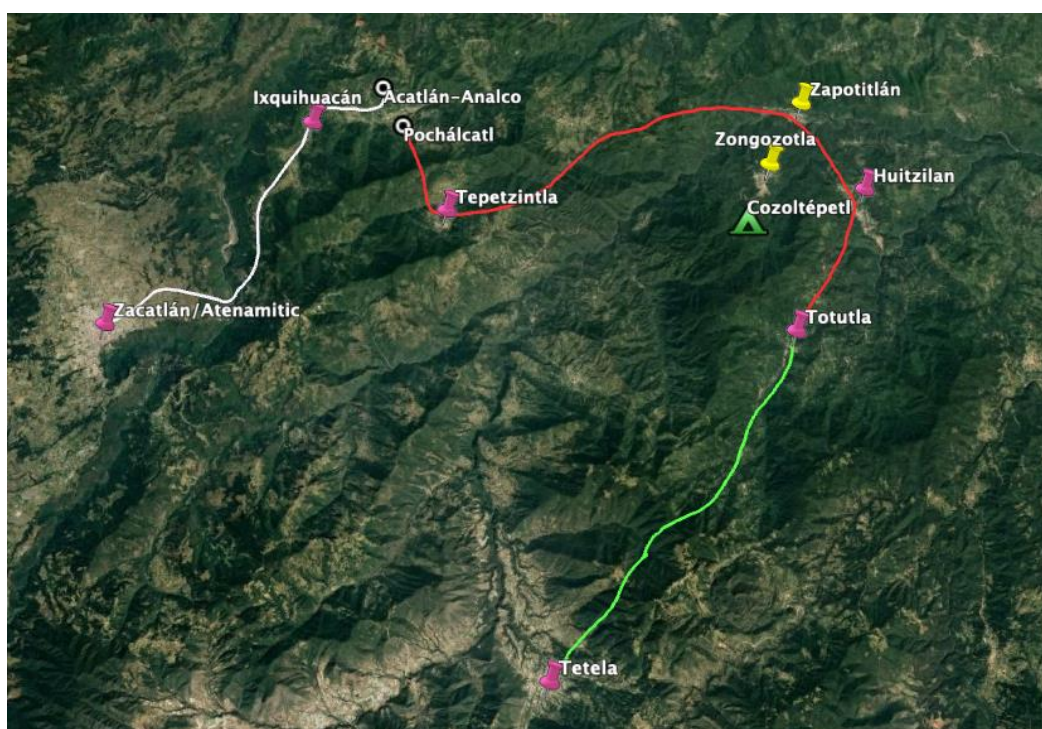 Acatlán-Analco
Ixquihuacán
Zapotitlán
Pochálcatl
Zongozotla
Huitzilan
Tepetzintla
Cozoltépetl
Zacatlán/Atenamitic
Totutla
Tetela